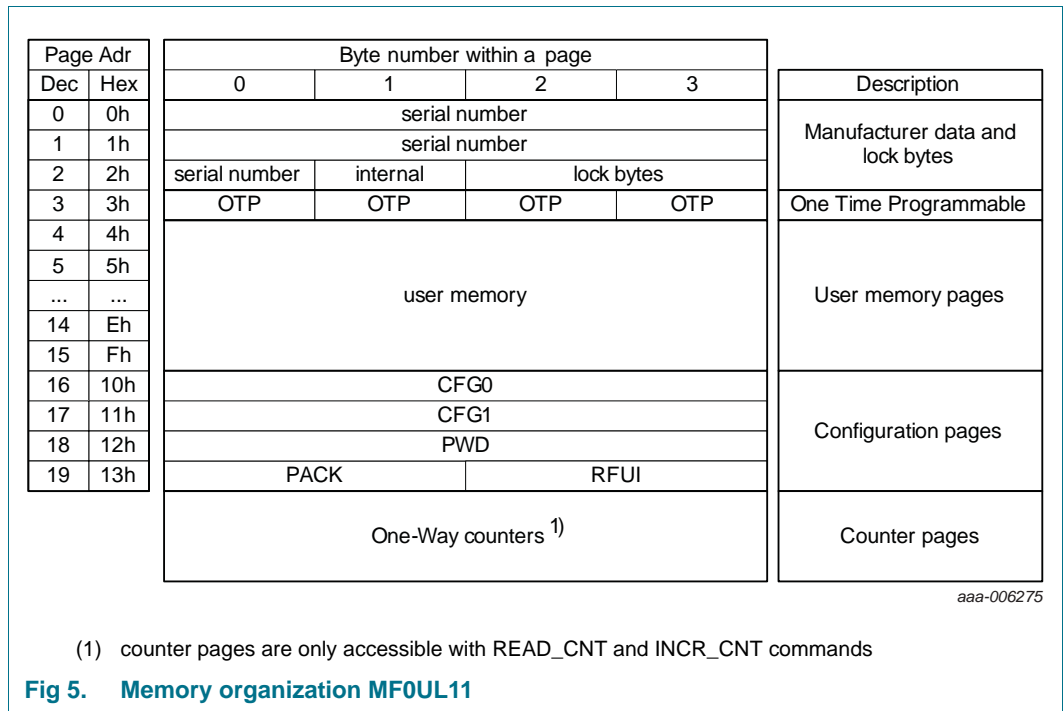 Page Adr Byte number within a page
Dec Hex 0 1 2 3 Description
0 0h serial number
1 1h serial number
Manufacturer data and
lock bytes
2 2h serial number internal lock bytes
3 3h OTP OTP OTP OTP One Time Programmable
4 4h
5 5h
... ... user memory User memory pages
14 Eh
15 Fh
16 10h CFG0
17 11h CFG1
Configuration pages
18 12h PWD
19 13h PACK RFUI
One-Way counters 1) Counter pages
aaa-006275
(1) counter pages are only accessible with READ_CNT and INCR_CNT commands
Fig 5. Memory organization MF0UL11